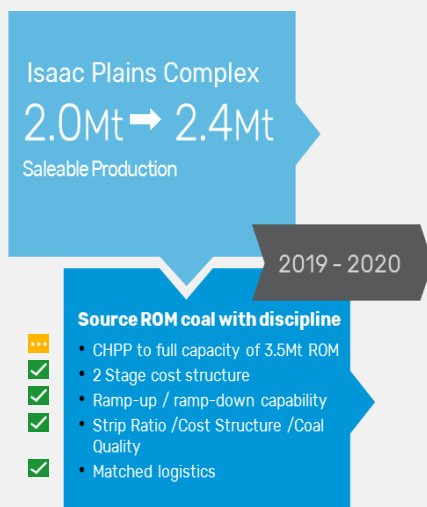 Isaac Plains Complex
2.0Mt ➡ 2.4Mt
Saleable Production
2019 - 2020
Source ROM coal with discipline
• CHPP to full capacity of 3.5Mt ROM
• 2 Stage cost structure
• Ramp-up / ramp-down capability
• Strip Ratio /Cost Structure /Coal
Quality
• Matched logistics